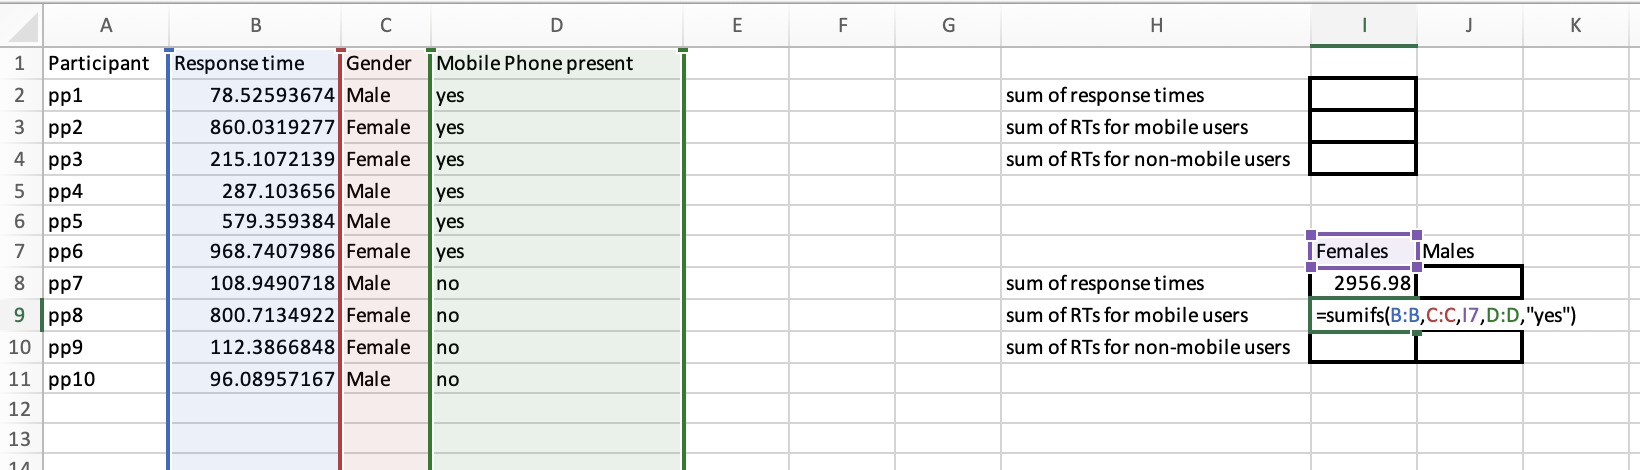 A B C D E F G H I J K
1 Participant Response time Gender Mobile Phone present
2 pp1 78.52593674 Male yes sum of response times
3 pp2 860.0319277 Female yes sum of RTs for mobile users
4 pp3 215.1072139 Female yes sum of RTs for non-mobile users
5 pp4 287.103656 Male yes
6 pp5 579.359384 Male yes
7 pp6 968.7407986 Female yes Females Males
8 pp7 108.9490718 Male no sum of response times 2956.98
9 pp8 800.7134922 Female no sum of RTs for mobile users =sumifs(B:B,C:C,I7,D:D,"yes")
10 pp9 112.3866848 Female no sum of RTs for non-mobile users
11 pp10 96.08957167 Male no
12
13
14